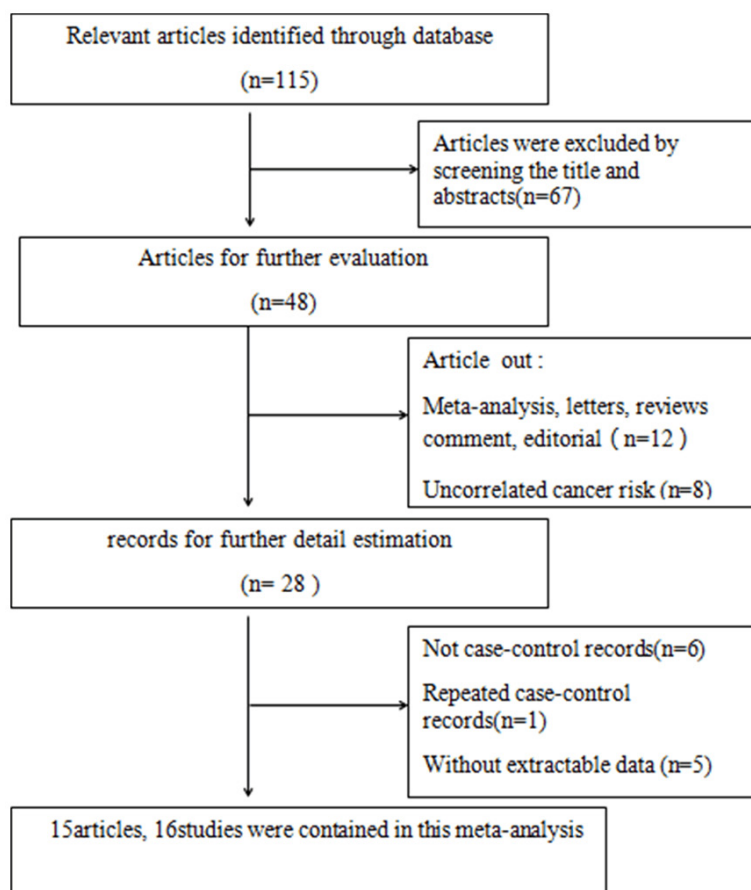 Relevant articles identified through database
(n=115)
Articles were excluded by
screening the title and
abstracts(n=67)
Articles for further evaluation
(n=48)
Article out :
Meta-analysis, letters, reviews
comment, editorial ( n=12 )
Uncorrelated cancer risk (n=8)
records for further detail estimation
(n= 28 )
Not case-control records(n=6)
Repeated case-control
records(n=1)
Without extractable data (n=5)
15articles, 16studies were contained in this meta-analysis